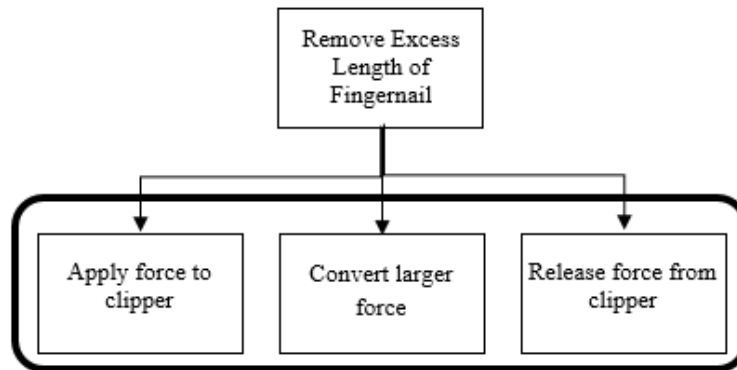 Remove Excess
Length of
Fingernail
Apply force to
clipper
Convert larger
force
Release force from
clipper